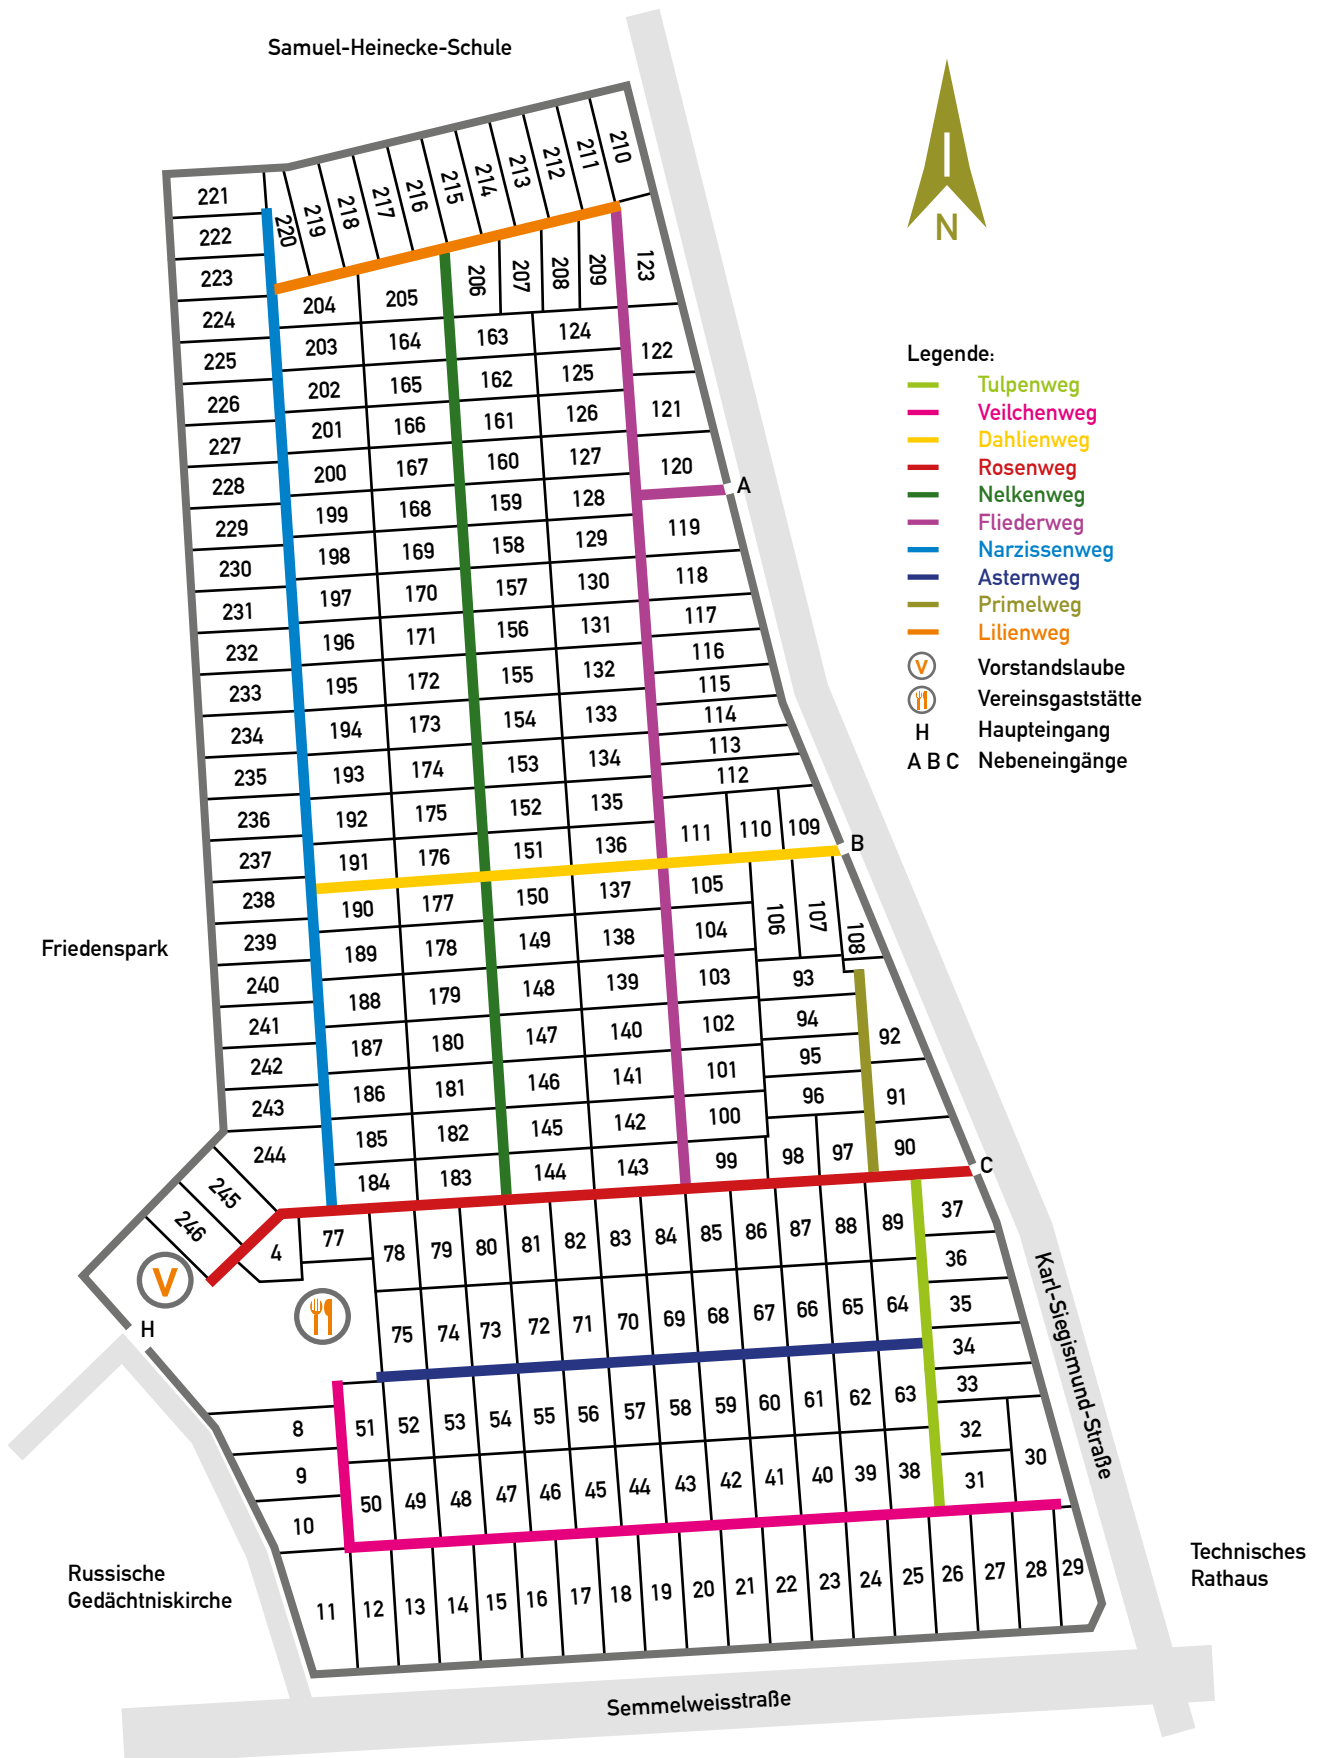 Samuel-Heinecke-Schule
N
Legende:
Tulpenweg
Veilchenweg
Dahlienweg
Rosenweg
Nelkenweg
Fliederweg
Narzissenweg
Asternweg
Primelweg
Lilienweg
V Vorstandslaube
Vereinsgaststätte
H Haupteingang
A B C Nebeneingänge
220 219 218 217 216 215 214 213 212 211 210
221
222
223
224
225
226
227
228
229
230
231
232
233
234
235
236
237
238
239
240
241
242
243
244
245
246
204 205 206 207 208 209 123
203 164 163 124 122
202 165 162 125
201 166 161 126 121
200 167 160 127 120
A
199 168 159 128 119
198 169 158 129
197 170 157 130 118
196 171 156 131 117
195 172 155 132 116
115
194 173 154 133 114
193 174 153 134 113
112
192 175 152 135
191 176 151 136 111 110 109
B
190 177 150 137 105 106 107 108
189 178 149 138 104
188 179 148 139 103 93
187 180 147 140 102 94 92
186 181 146 141 101 95
96 91
185 182 145 142 100
184 183 144 143 99 98 97 90
C
Friedenspark
V
H
4 77
78 79 80 81 82 83 84 85 86 87 88 89 37
36
75 74 73 72 71 70 69 68 67 66 65 64 35
34
33
8 51 52 53 54 55 56 57 58 59 60 61 62 63 32
9 30
10 50 49 48 47 46 45 44 43 42 41 40 39 38 31
11 12 13 14 15 16 17 18 19 20 21 22 23 24 25 26 27 28 29
Karl-Siegismund-Straße
Russische
Gedächtniskirche
Technisches
Rathaus
Semmelweisstraße